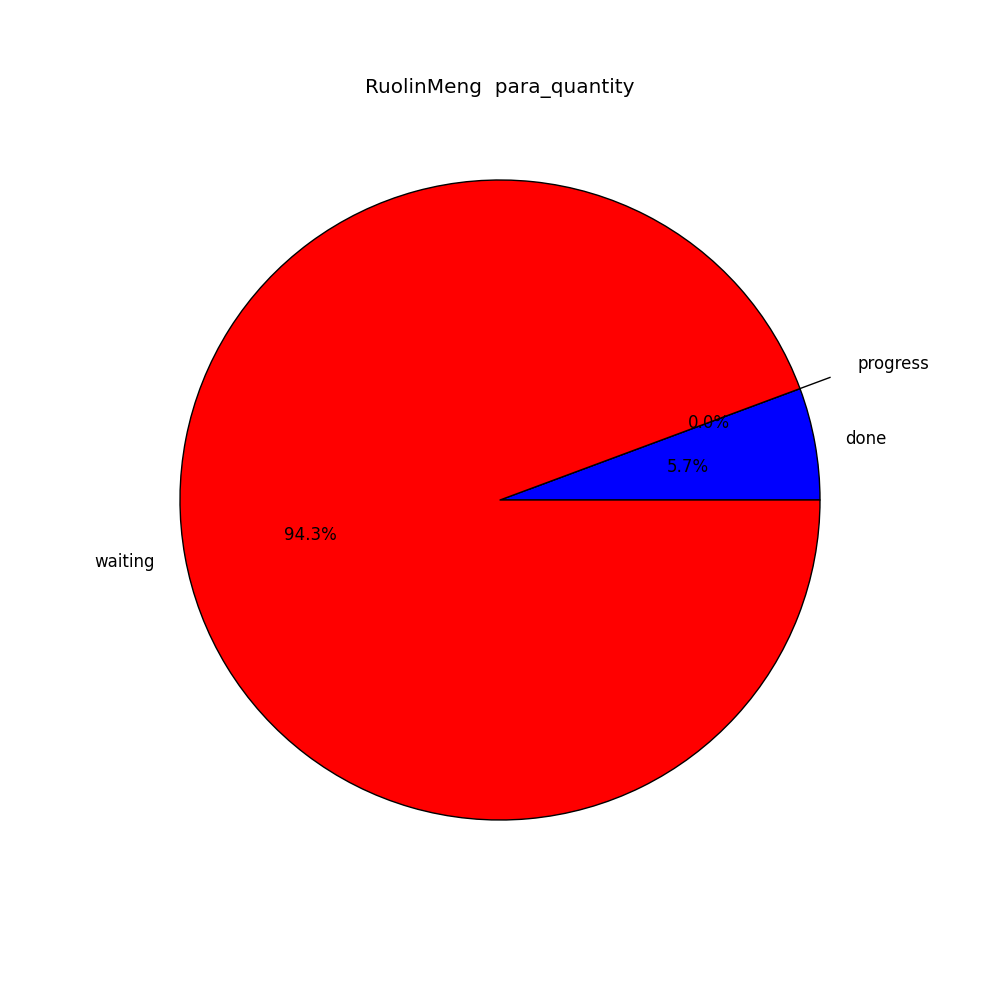 RuolinMeng  para_quantity
progress
0.0%
done
5.7%
94.3%
waiting